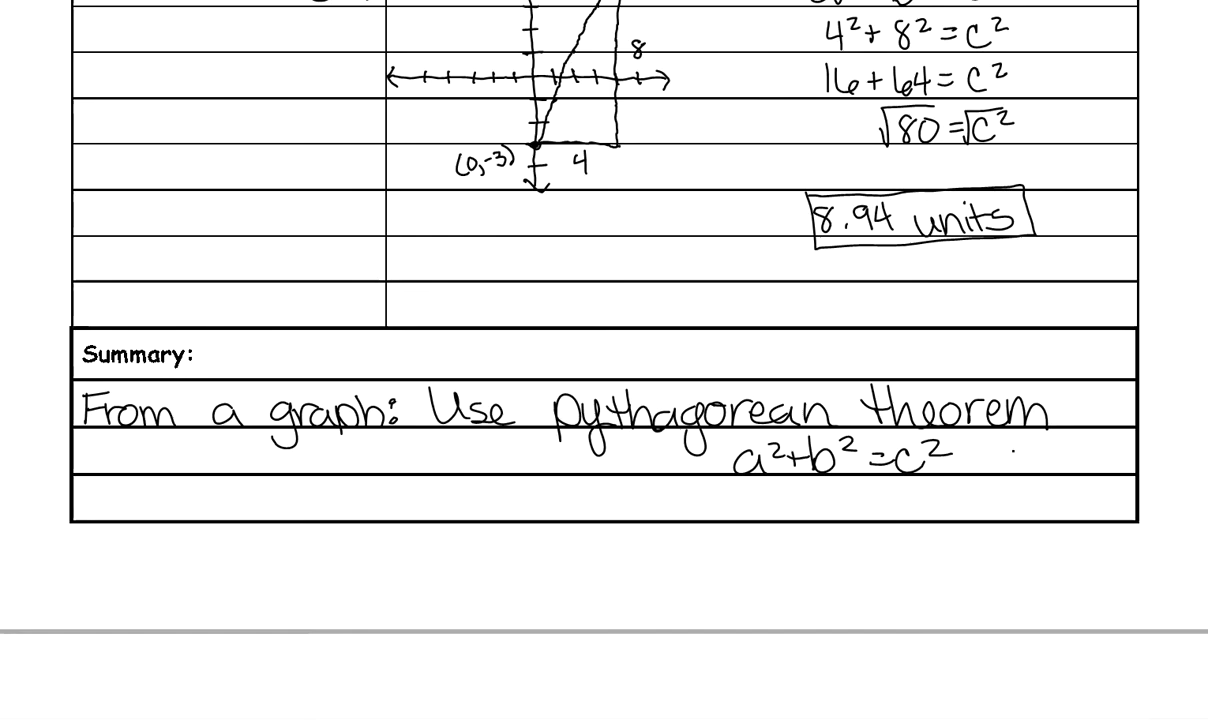 4²+ 8² = c²
8
16 + 64 = c²
√80 = √c²
(0,-3)
4
8.94 units
Summary:
From a graph: Use pythagorean theorem
a²+b² = c²